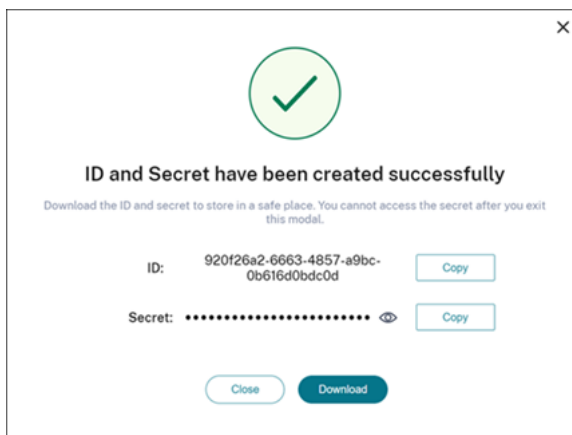 ID and Secret have been created successfully
Download the ID and secret to store in a safe place. You cannot access the secret after you exit
this modal.
ID:
920f26a2-6663-4857-a9bc-
0b616d0bdc0d
Copy
Secret:
••••••••••••••••••••••••
Copy
Close
Download